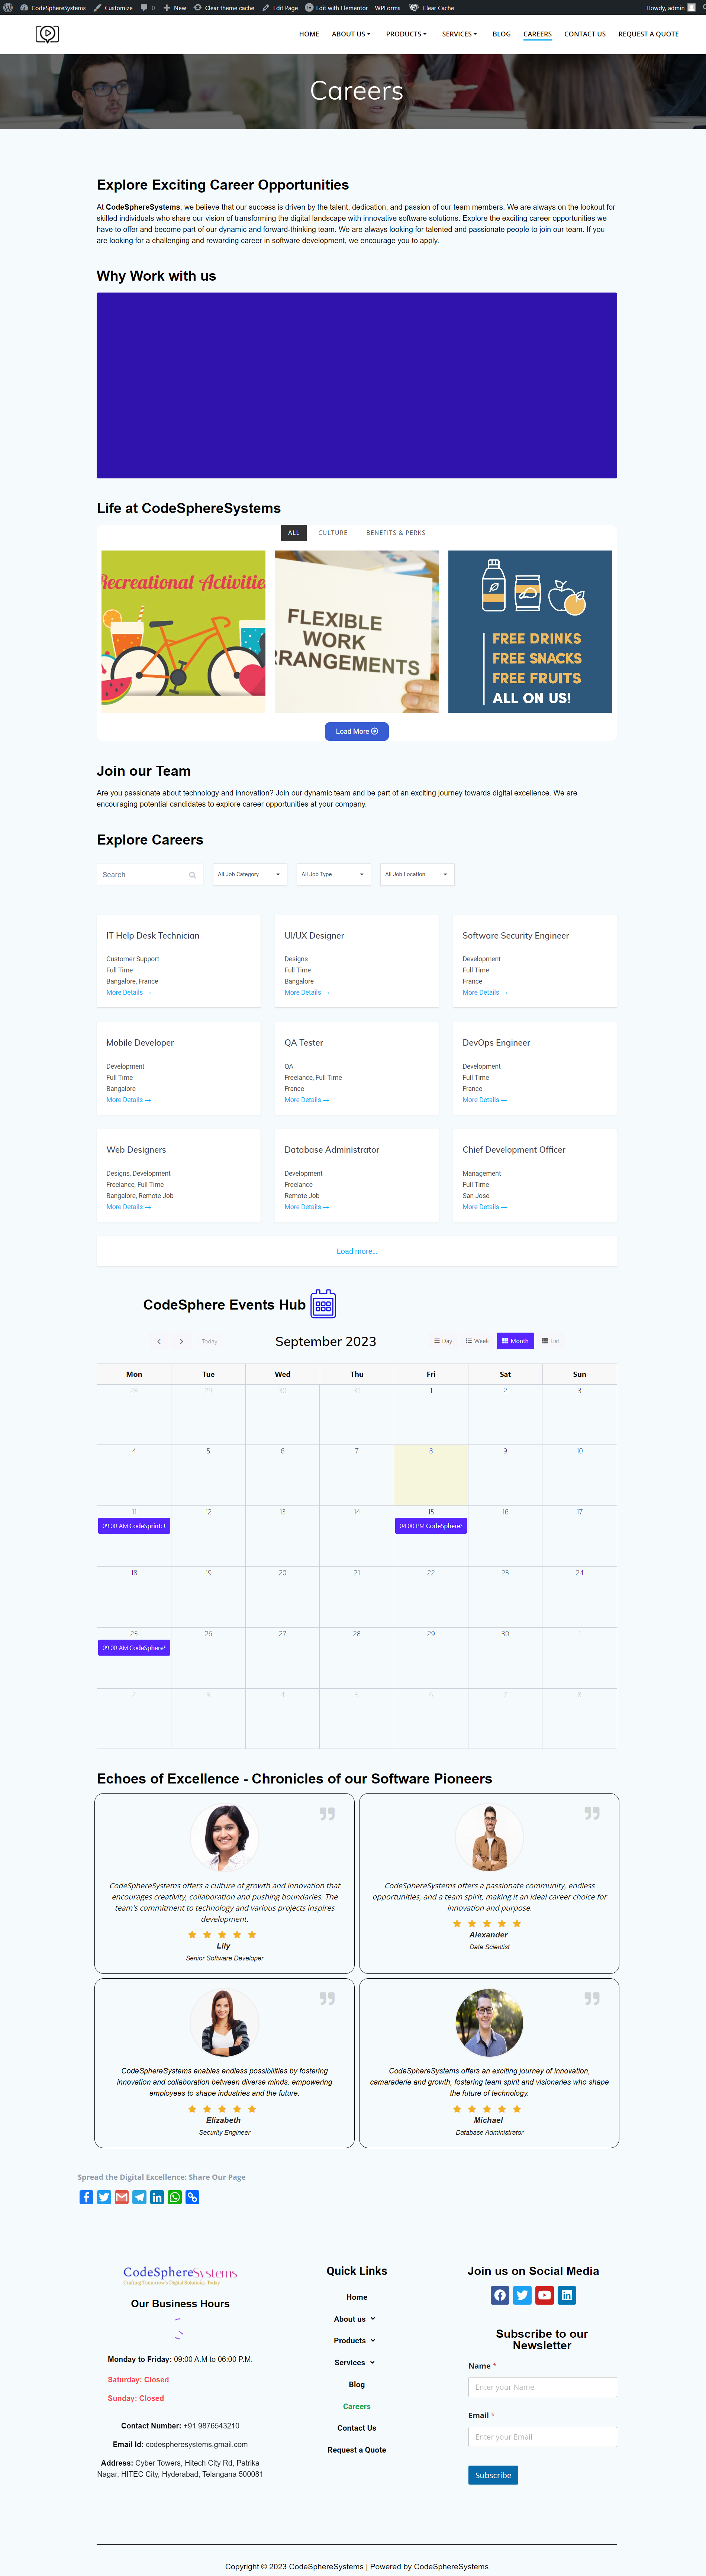 CodeSphereSystems Customize 0 New Clear theme cache Edit Page Edit with Elementor WPForms Clear Cache Howdy, admin
HOME ABOUT US PRODUCTS SERVICES BLOG CAREERS CONTACT US REQUEST A QUOTE
Careers
Explore Exciting Career Opportunities
At CodeSphereSystems, we believe that our success is driven by the talent, dedication, and passion of our team members. We are always on the lookout for
skilled individuals who share our vision of transforming the digital landscape with innovative software solutions. Explore the exciting career opportunities we
have to offer and become part of our dynamic and forward-thinking team. We are always looking for talented and passionate people to join our team. If you
are looking for a challenging and rewarding career in software development, we encourage you to apply.
Why Work with us
Life at CodeSphereSystems
ALL CULTURE BENEFITS & PERKS
Recreational Activitie
FLEXIBLE
WORK
RRANGEMENTS
FREE DRINKS
FREE SNACKS
FREE FRUITS
ALL ON US!
Load More
Join our Team
Are you passionate about technology and innovation? Join our dynamic team and be part of an exciting journey towards digital excellence. We are
encouraging potential candidates to explore career opportunities at your company.
Explore Careers
Search All Job Category All Job Type All Job Location
IT Help Desk Technician
Customer Support
Full Time
Bangalore, France
More Details →
UI/UX Designer
Designs
Full Time
Bangalore
More Details →
Software Security Engineer
Development
Full Time
France
More Details →
Mobile Developer
Development
Full Time
Bangalore
More Details →
QA Tester
QA
Freelance, Full Time
France
More Details →
DevOps Engineer
Development
Full Time
France
More Details →
Web Designers
Designs, Development
Freelance, Full Time
Bangalore, Remote Job
More Details →
Database Administrator
Development
Freelance
Remote Job
More Details →
Chief Development Officer
Management
Full Time
San Jose
More Details →
Load more...
CodeSphere Events Hub
Today September 2023 Day Week Month List
Mon Tue Wed Thu Fri Sat Sun
28 29 30 31 1 2 3
4 5 6 7 8 9 10
11 12 13 14 15 16 17
09:00 AM CodeSprint: U 04:00 PM CodeSphereS
18 19 20 21 22 23 24
25 26 27 28 29 30 1
09:00 AM CodeSphereS
2 3 4 5 6 7 8
Echoes of Excellence - Chronicles of our Software Pioneers
CodeSphereSystems offers a culture of growth and innovation that
encourages creativity, collaboration and pushing boundaries. The
team's commitment to technology and various projects inspires
development.
Lily
Senior Software Developer
CodeSphereSystems offers a passionate community, endless
opportunities, and a team spirit, making it an ideal career choice for
innovation and purpose.
Alexander
Data Scientist
CodeSphereSystems enables endless possibilities by fostering
innovation and collaboration between diverse minds, empowering
employees to shape industries and the future.
Elizabeth
Security Engineer
CodeSphereSystems offers an exciting journey of innovation,
camaraderie and growth, fostering team spirit and visionaries who shape
the future of technology.
Michael
Database Administrator
Spread the Digital Excellence: Share Our Page
CodeSphereSystems
Crafting Tomorrow's Digital Solutions, Today
Our Business Hours
Monday to Friday: 09:00 A.M to 06:00 P.M.
Saturday: Closed
Sunday: Closed
Contact Number: +91 9876543210
Email Id: codespheresystems.gmail.com
Address: Cyber Towers, Hitech City Rd, Patrika
Nagar, HITEC City, Hyderabad, Telangana 500081
Quick Links
Home
About us
Products
Services
Blog
Careers
Contact Us
Request a Quote
Join us on Social Media
Subscribe to our
Newsletter
Name *
Enter your Name
Email *
Enter your Email
Subscribe
Copyright © 2023 CodeSphereSystems | Powered by CodeSphereSystems